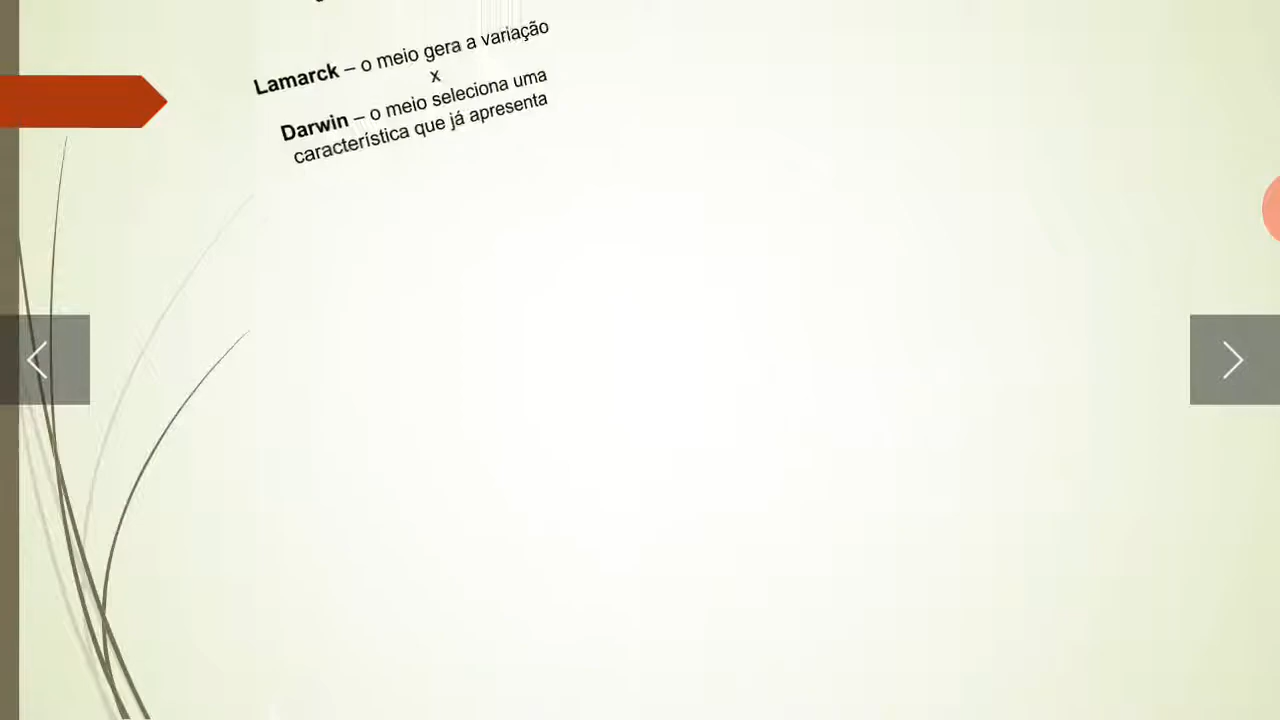 Lamarck – o meio gera a variação
x
Darwin – o meio seleciona uma
característica que já apresenta